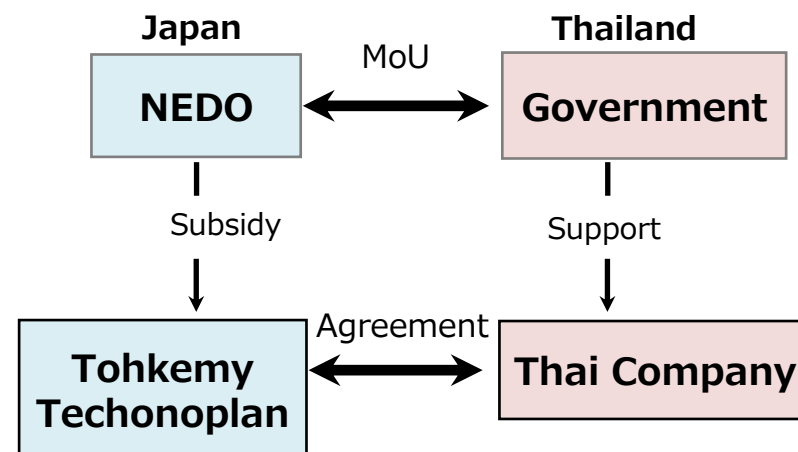 Japan
Thailand
MoU
NEDO
Government
Subsidy
Support
Agreement
Tohkemy
Techonoplan
Thai Company